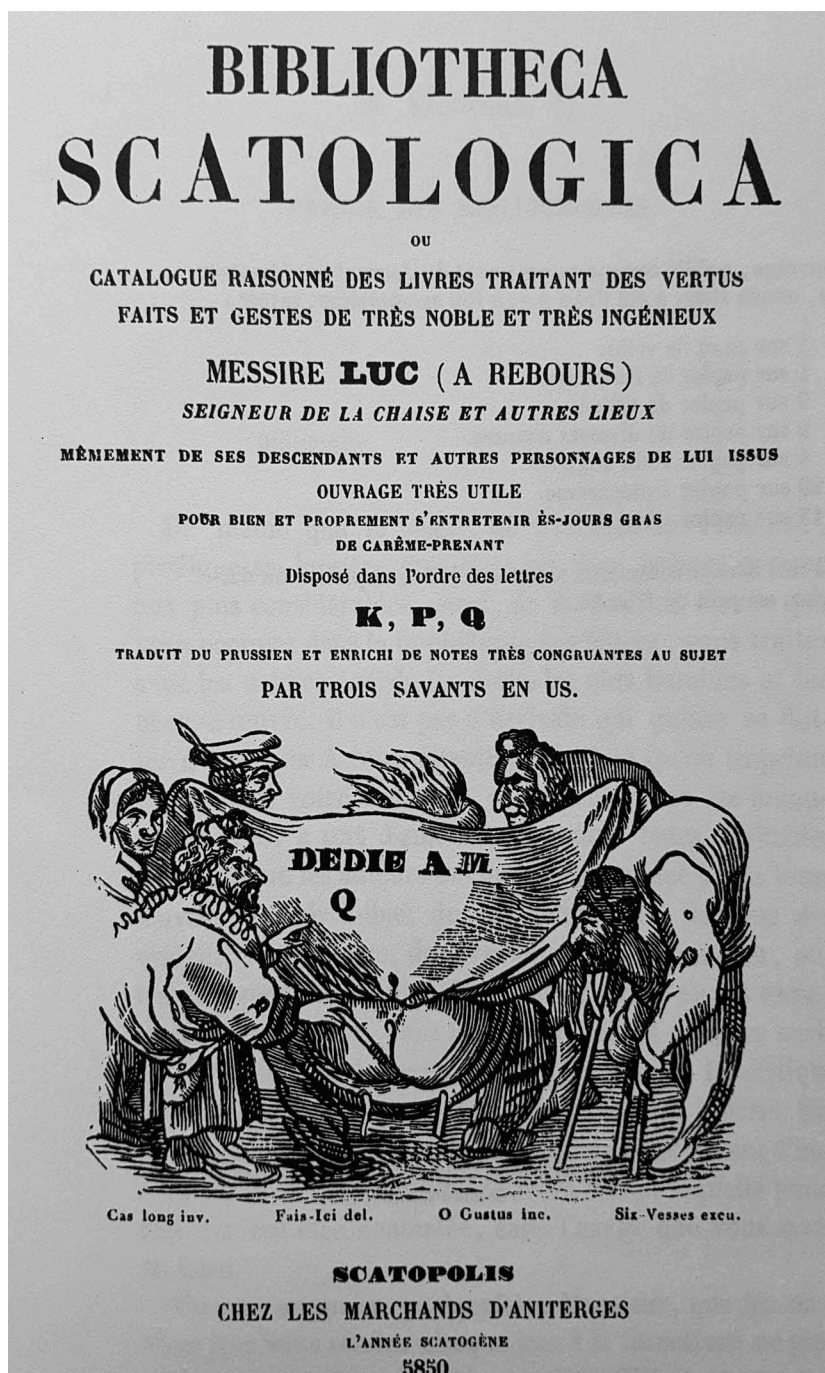 BIBLIOTHECA
SCATOLOGICA
OU
CATALOGUE RAISONNÉ DES LIVRES TRAITANT DES VERTUS
FAITS ET GESTES DE TRÈS NOBLE ET TRÈS INGÉNIEUX
MESSIRE LUC (A REBOURS)
SEIGNEUR DE LA CHAISE ET AUTRES LIEUX
MÊMEMENT DE SES DESCENDANTS ET AUTRES PERSONNAGES DE LUI ISSUS
OUVRAGE TRÈS UTILE
POUR BIEN ET PROPREMENT S'ENTRETENIR ÈS-JOURS GRAS
DE CARÊME-PRENANT
Disposé dans l'ordre des lettres
K, P, Q
TRADUIT DU PRUSSIEN ET ENRICHI DE NOTES TRÈS CONGRUANTES AU SUJET
PAR TROIS SAVANTS EN US.
DEDIE A M
Q
Cas long inv. Fais-Ici del. O Gustus inc. Six-Vesses excu.
SCATOPOLIS
CHEZ LES MARCHANDS D'ANITERGES
L'ANNÉE SCATOGÈNE
5850